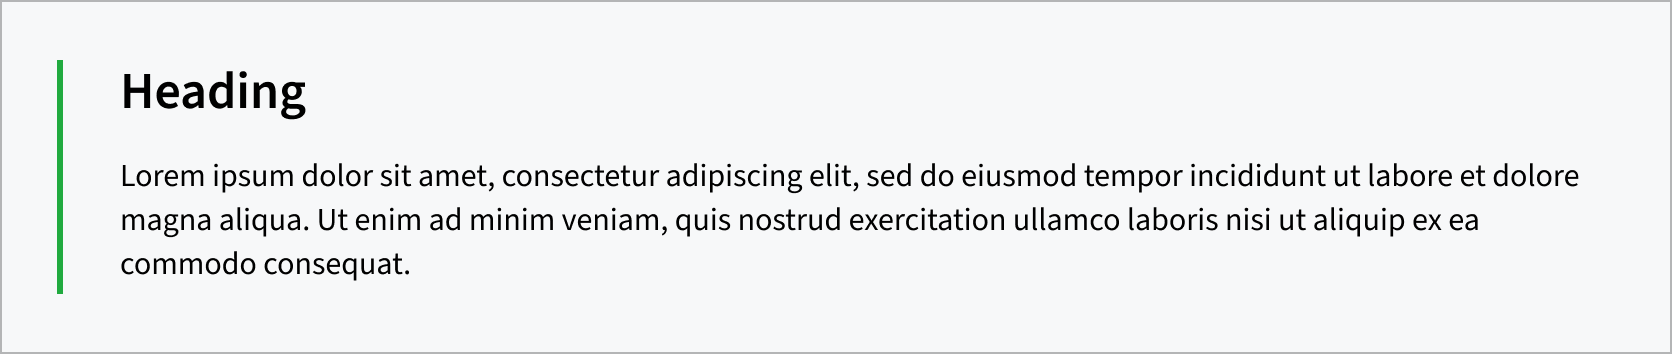 Heading
Lorem ipsum dolor sit amet, consectetur adipiscing elit, sed do eiusmod tempor incididunt ut labore et dolore
magna aliqua. Ut enim ad minim veniam, quis nostrud exercitation ullamco laboris nisi ut aliquip ex ea
commodo consequat.